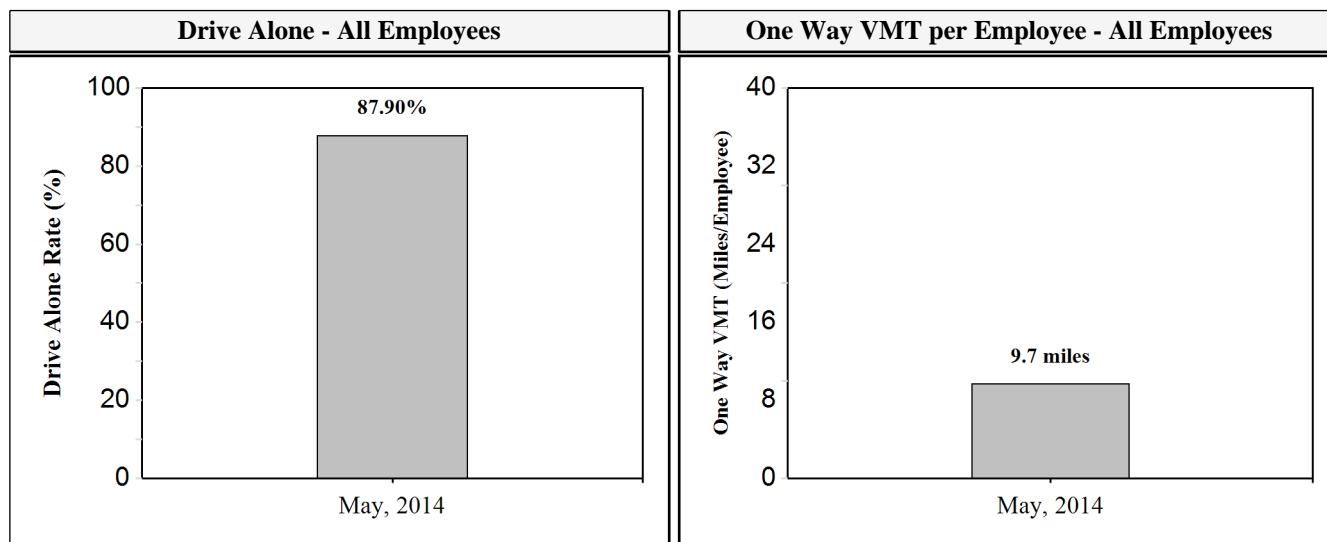 Drive Alone - All Employees
Drive Alone Rate (%)
100
80
60
40
20
0
87.90%
May, 2014
One Way VMT per Employee - All Employees
One Way VMT (Miles/Employee)
40
32
24
16
8
0
9.7 miles
May, 2014